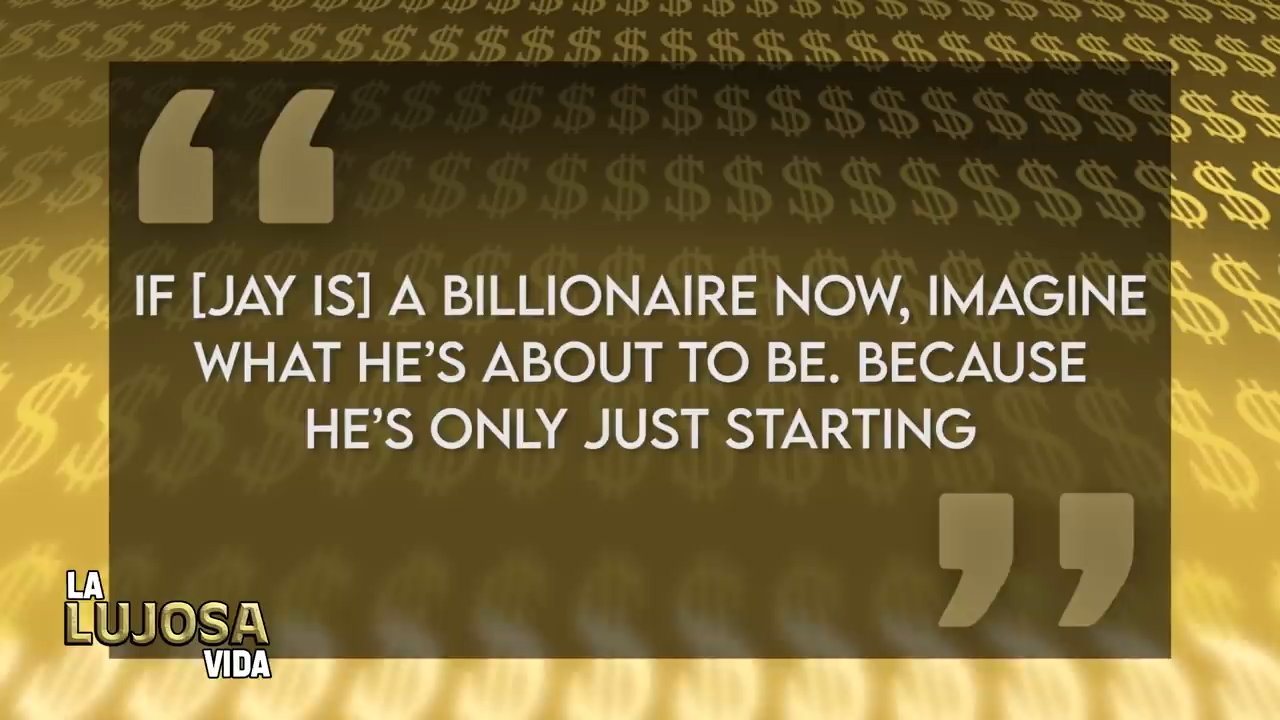 “
IF [JAY IS] A BILLIONAIRE NOW, IMAGINE
WHAT HE’S ABOUT TO BE. BECAUSE
HE’S ONLY JUST STARTING
”
LA
LUJOSA
VIDA